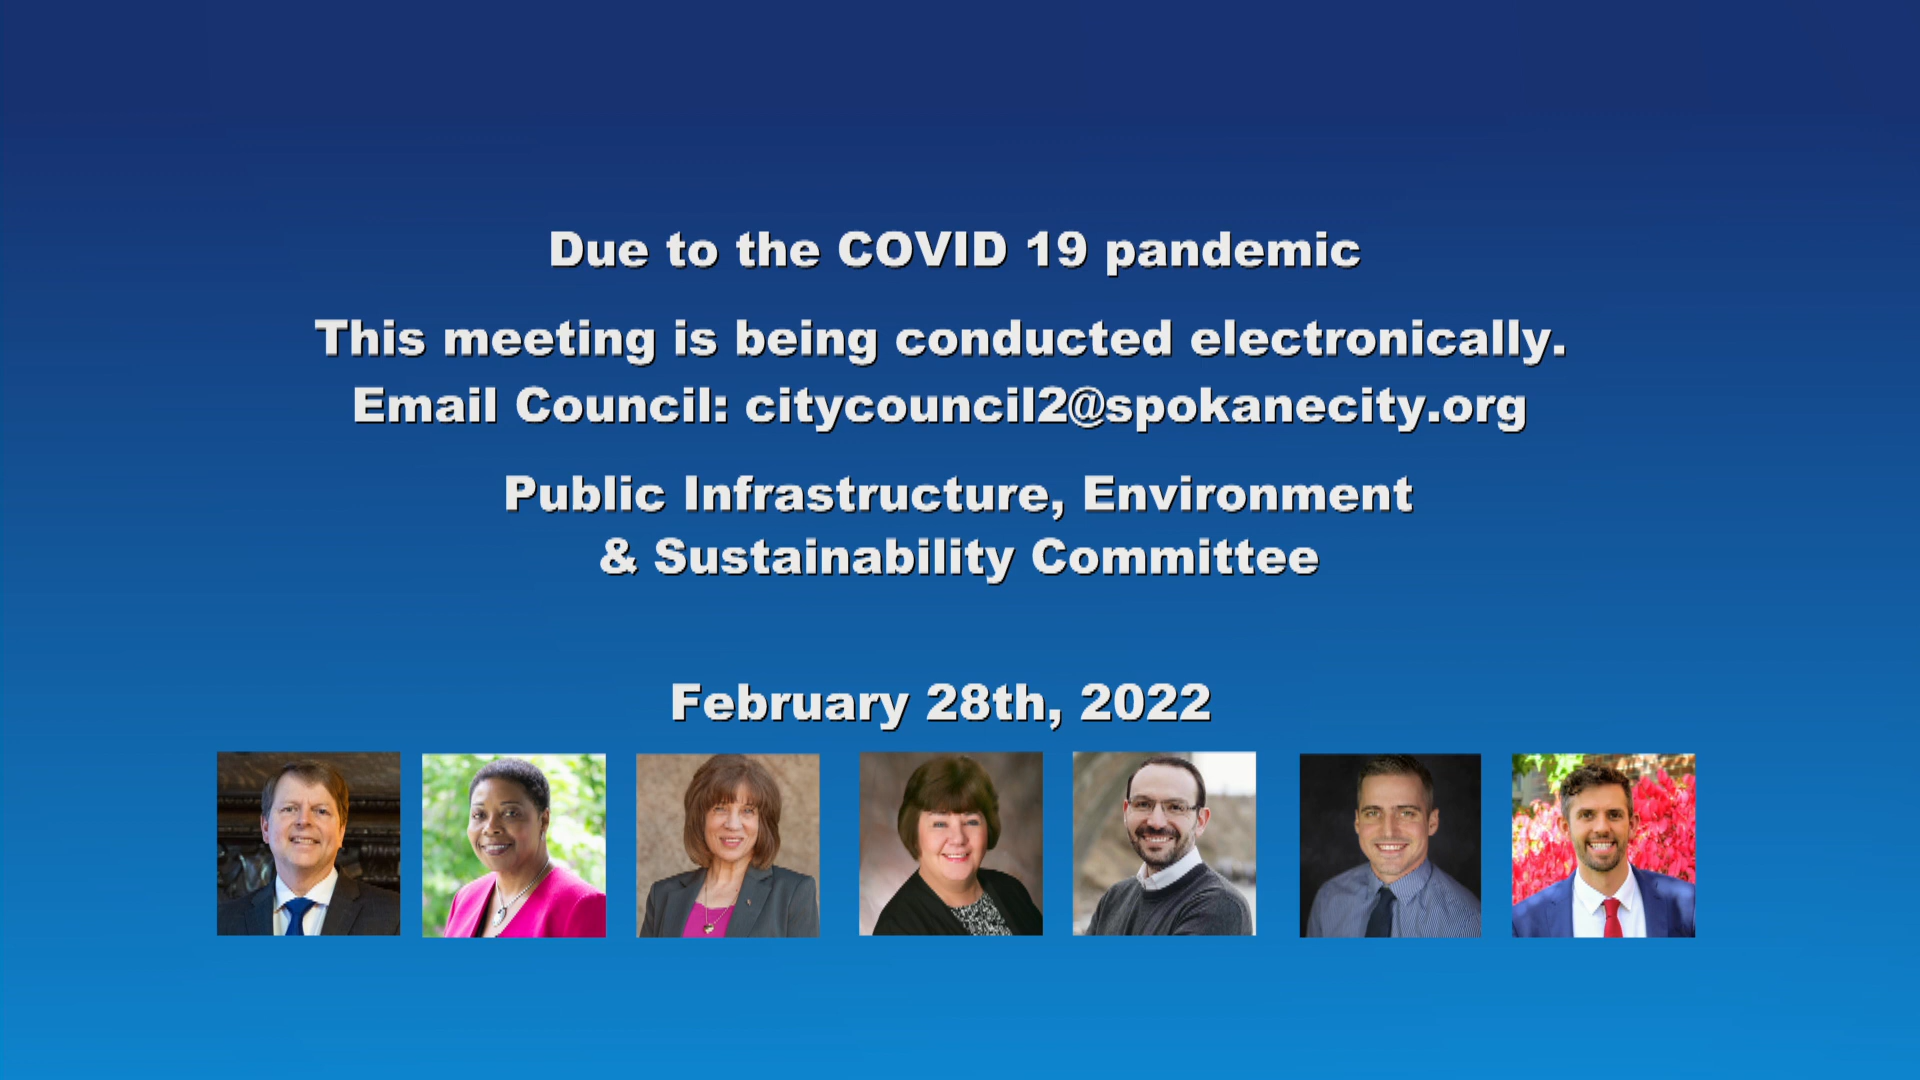 Due to the COVID 19 pandemic
This meeting is being conducted electronically.
Email Council: citycouncil2@spokanecity.org
Public Infrastructure, Environment
& Sustainability Committee
February 28th, 2022